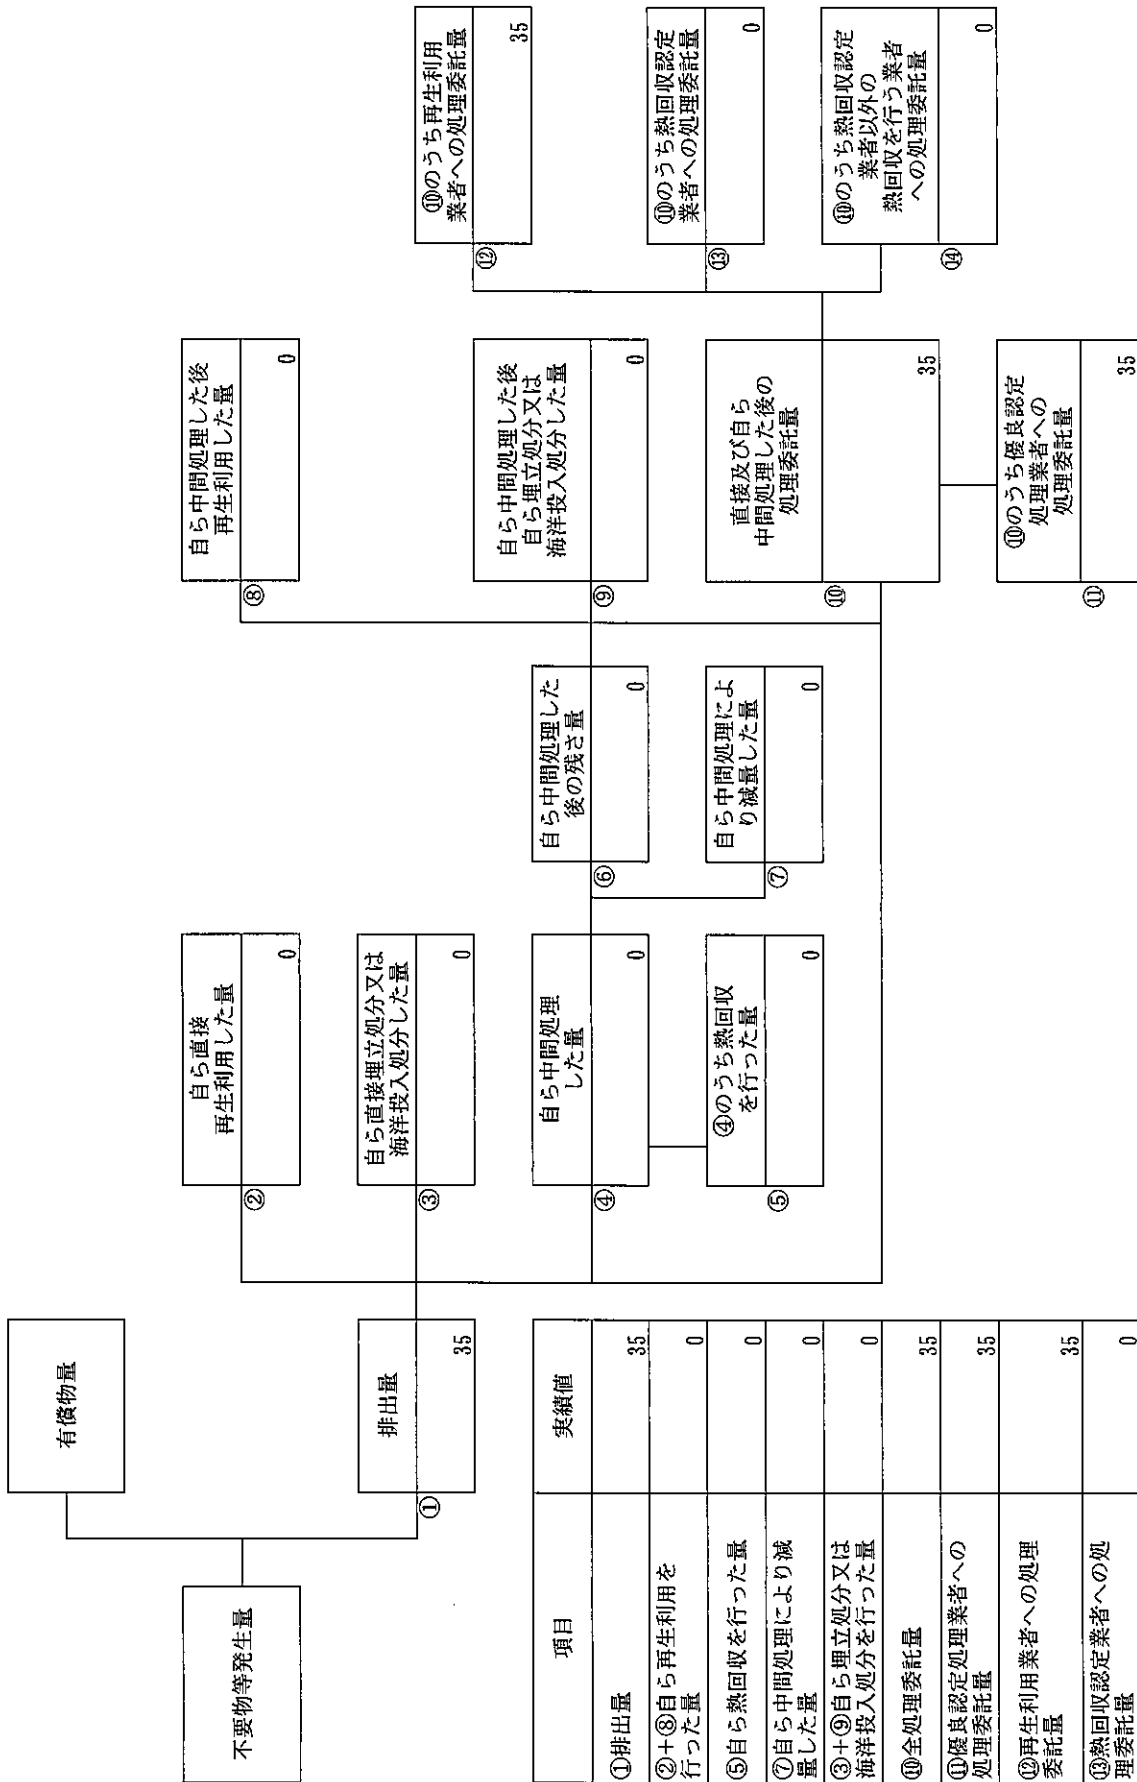 不要物等発生量
有償物量
①
排出量
35
②
自ら直接
再生利用した量
0
③
自ら直接埋立処分又は
海洋投入処分した量
0
④
自ら中間処理
した量
0
⑤
④のうち熱回収
を行った量
0
⑥
自ら中間処理した
後の残さ量
0
⑦
自ら中間処理によ
り減量した量
0
⑧
自ら中間処理した後
再生利用した量
0
⑨
自ら中間処理した後
自ら埋立処分又は
海洋投入処分した量
0
⑩
直接及び自ら
中間処理した後の
処理委託量
35
⑪
⑩のうち優良認定
処理業者への
処理委託量
35
⑫
⑩のうち再生利用
業者への処理委託量
35
⑬
⑩のうち熱回収認定
業者への処理委託量
0
⑭
⑩のうち熱回収認定
業者以外の
熱回収を行う業者
への処理委託量
0
項目
実績値
①排出量
35
②+⑧自ら再生利用を
行った量
0
⑤自ら熱回収を行った量
0
⑦自ら中間処理により減
量した量
0
③+⑨自ら埋立処分又は
海洋投入処分を行った量
0
⑩全処理委託量
35
⑪優良認定処理業者への
処理委託量
35
⑫再生利用業者への処理
委託量
35
⑬熱回収認定業者への処
理委託量
0